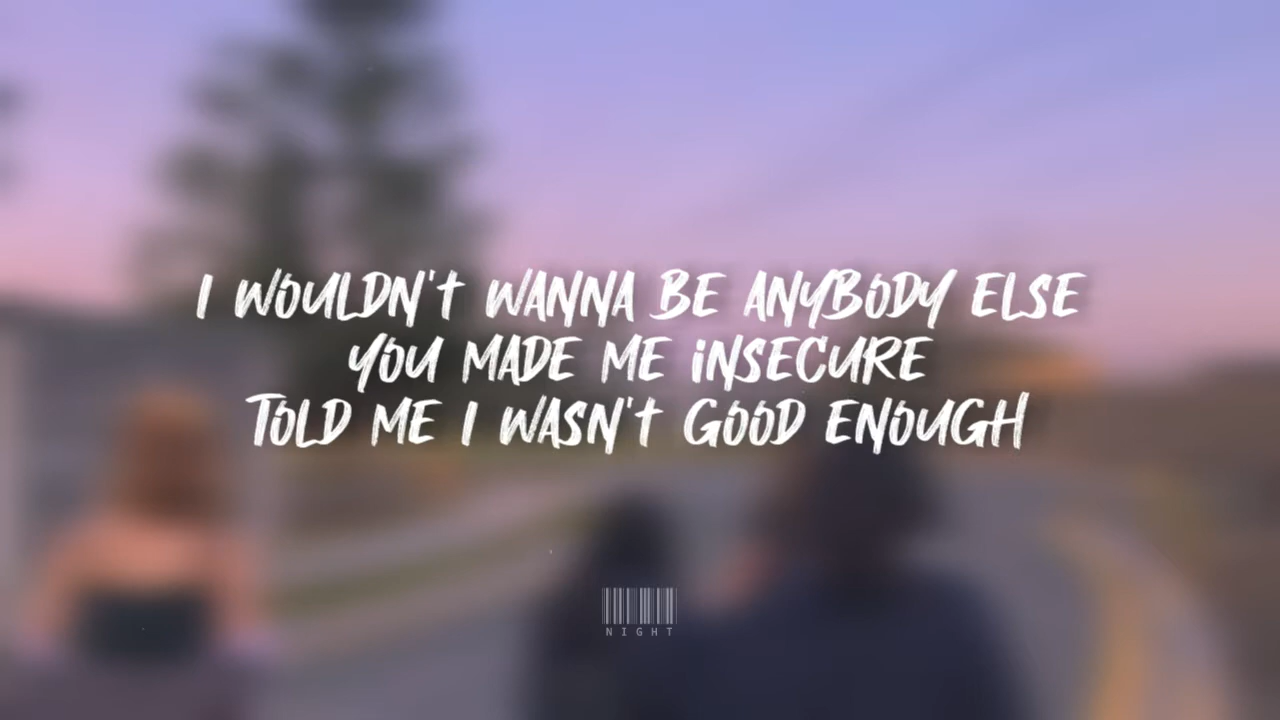 I WOULDN'T WANNA BE ANYBODY ELSE
YOU MADE ME INSECURE
TOLD ME I WASN'T GOOD ENOUGH
NIGHT